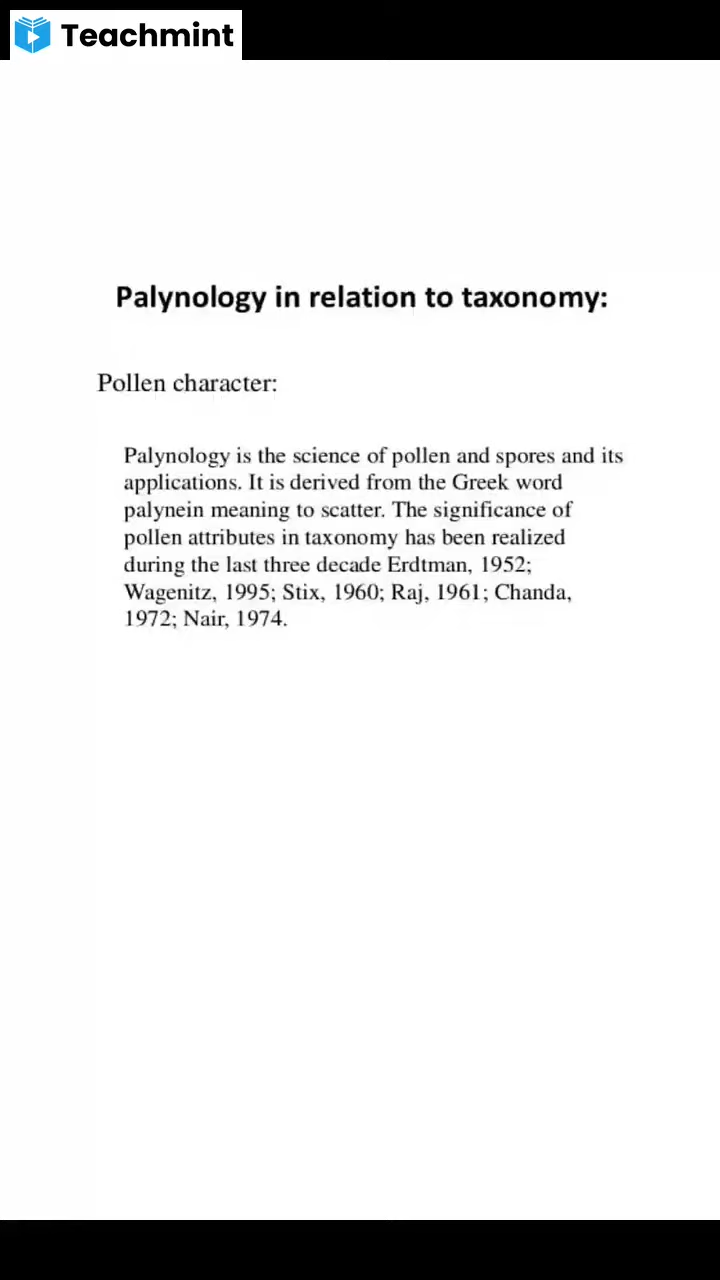 Teachmint
Palynology in relation to taxonomy:
Pollen character:
Palynology is the science of pollen and spores and its
applications. It is derived from the Greek word
palynein meaning to scatter. The significance of
pollen attributes in taxonomy has been realized
during the last three decade Erdtman, 1952;
Wagenitz, 1995; Stix, 1960; Raj, 1961; Chanda,
1972; Nair, 1974.